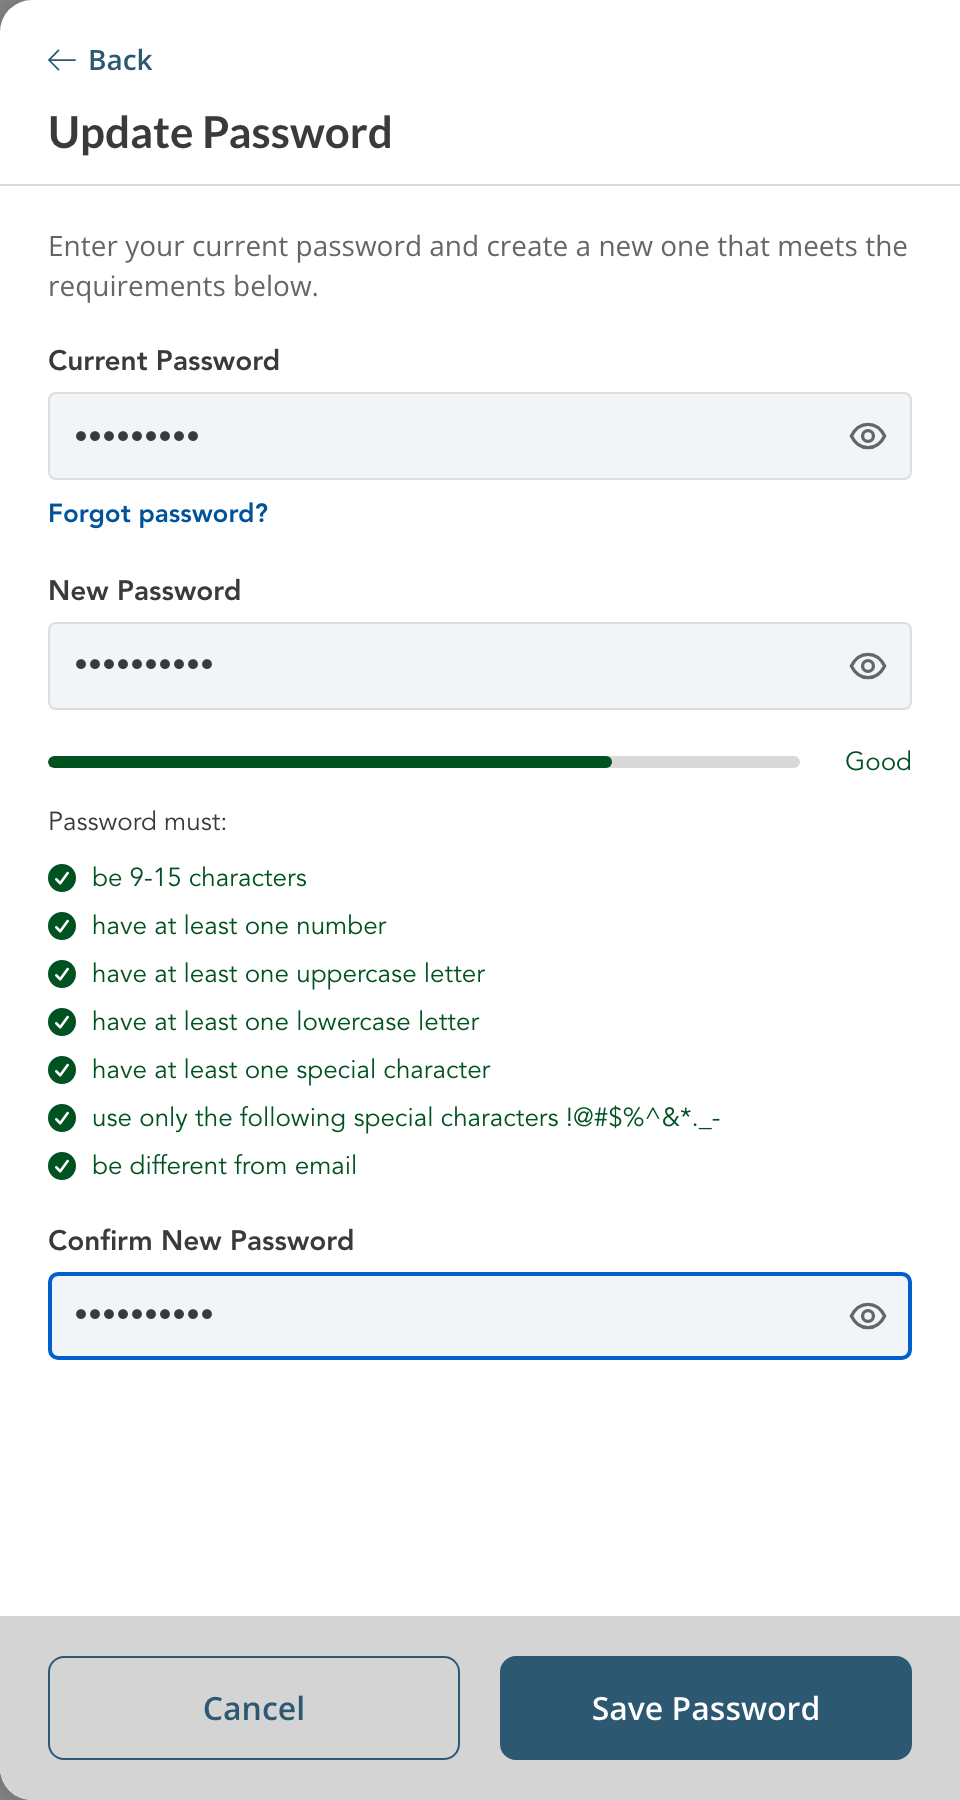 Back
Update Password
Enter your current password and create a new one that meets the
requirements below.
Current Password
•••••••••
Forgot password?
New Password
••••••••••
Good
Password must:
be 9-15 characters
have at least one number
have at least one uppercase letter
have at least one lowercase letter
have at least one special character
use only the following special characters !@#$%^&*._-
be different from email
Confirm New Password
••••••••••
Cancel
Save Password